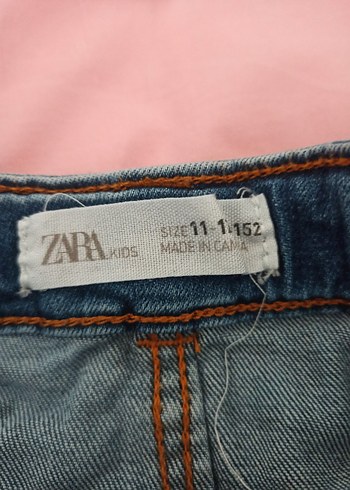 ZARA KIDS
SIZE 11-1 152
MADE IN